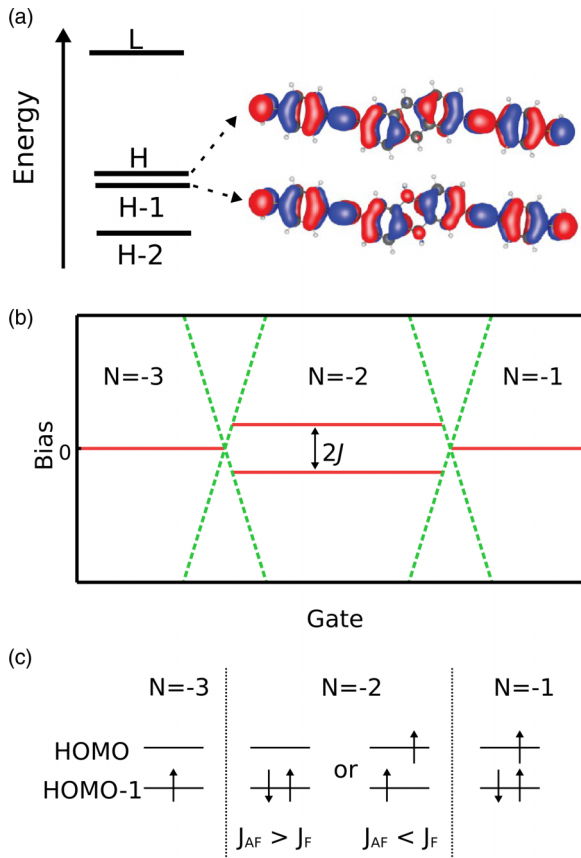 (a)
Energy
L
H
H-1
H-2
(b)
N=-3 N=-2 N=-1
Bias
0
2J
Gate
(c)
N=-3 N=-2 N=-1
HOMO
or
HOMO-1
J_AF > J_F J_AF < J_F